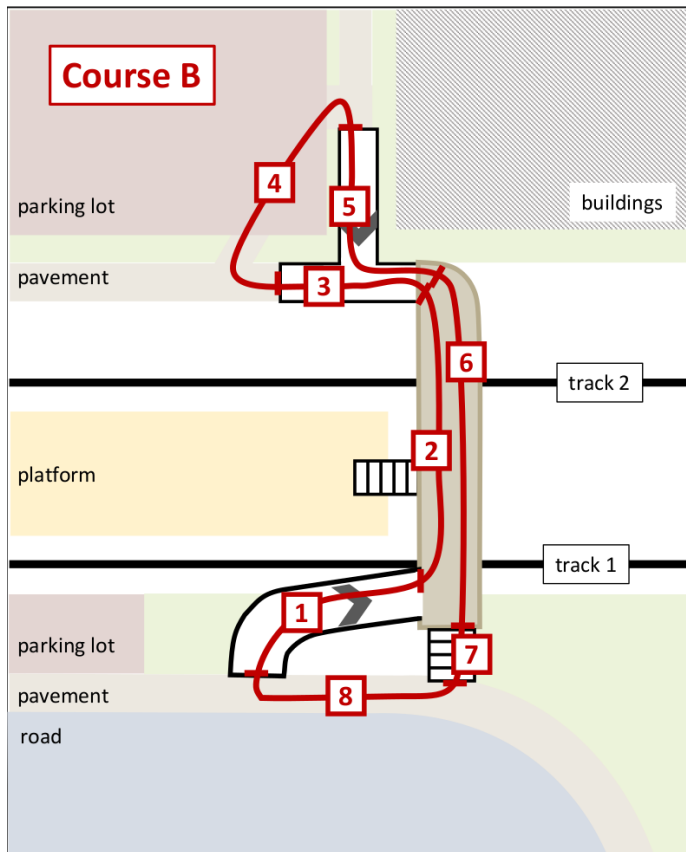 Course B
4
5
parking lot
buildings
pavement
3
6
track 2
2
platform
track 1
1
parking lot
7
pavement
8
road